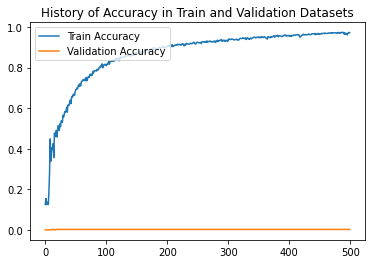 History of Accuracy in Train and Validation Datasets
1.0
Train Accuracy
Validation Accuracy
0.8
0.6
0.4
0.2
0.0
0 100 200 300 400 500